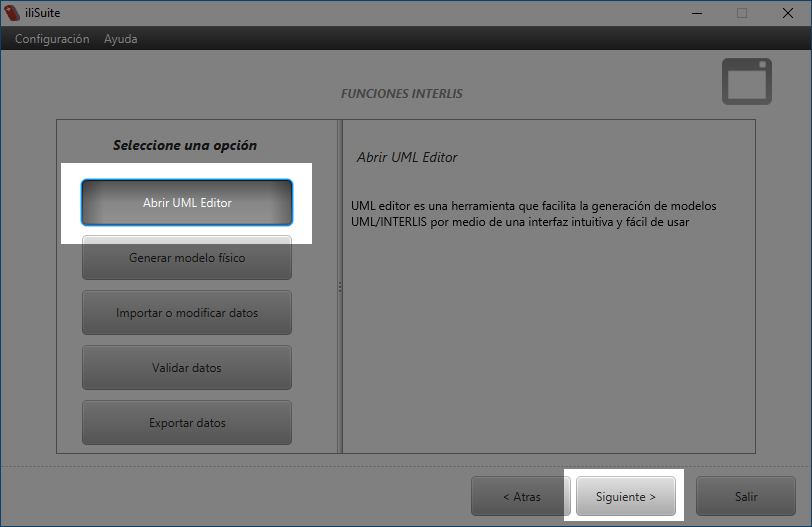 iliSuite
Configuración Ayuda
FUNCIONES INTERLIS
Seleccione una opción
Abrir UML Editor
Generar modelo físico
Importar o modificar datos
Validar datos
Exportar datos
Abrir UML Editor
UML editor es una herramienta que facilita la generación de modelos
UML/INTERLIS por medio de una interfaz intuitiva y fácil de usar
< Atras
Siguiente >
Salir